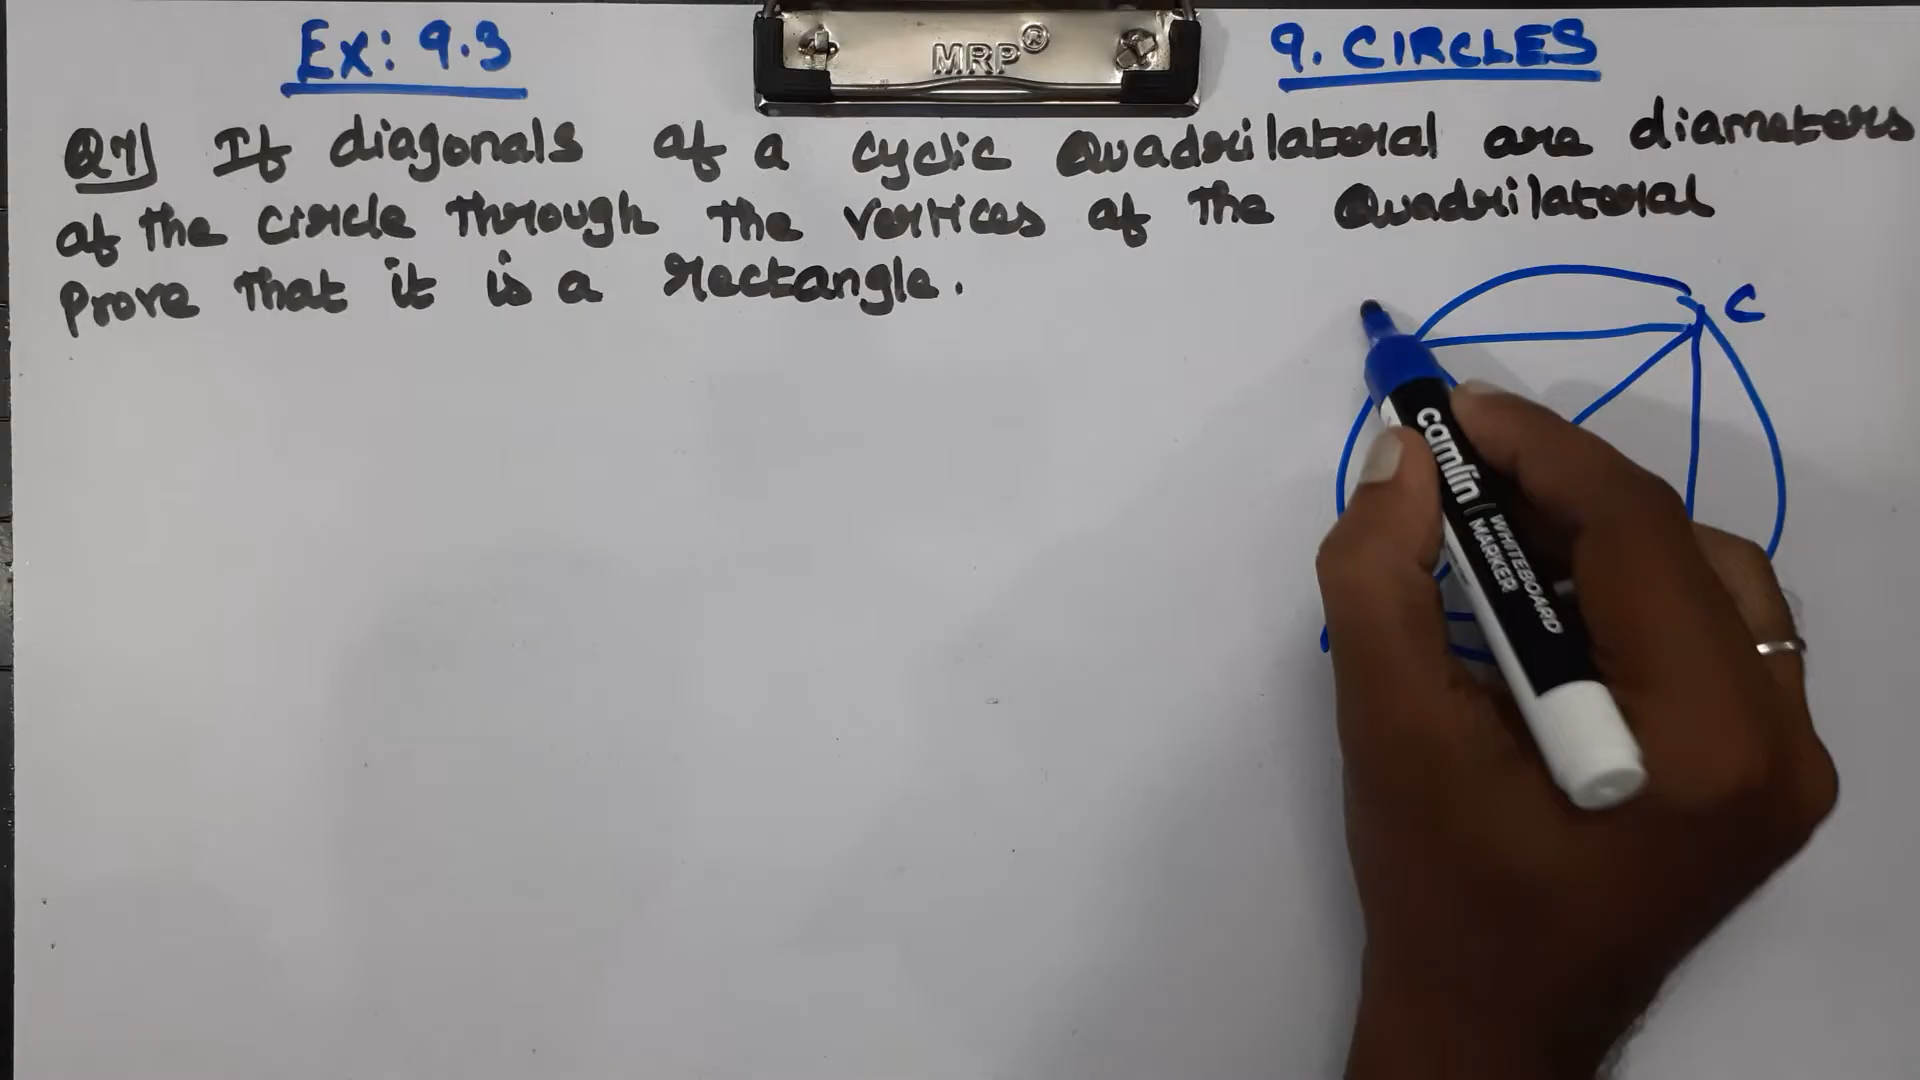 Ex: 9.3
MRP®
9. CIRCLES
Q7) If diagonals of a cyclic Quadrilateral are diameters
of the circle through the vertices of the Quadrilateral
Prove that it is a rectangle.
C
camlin
WHITEBOARD
MARKER